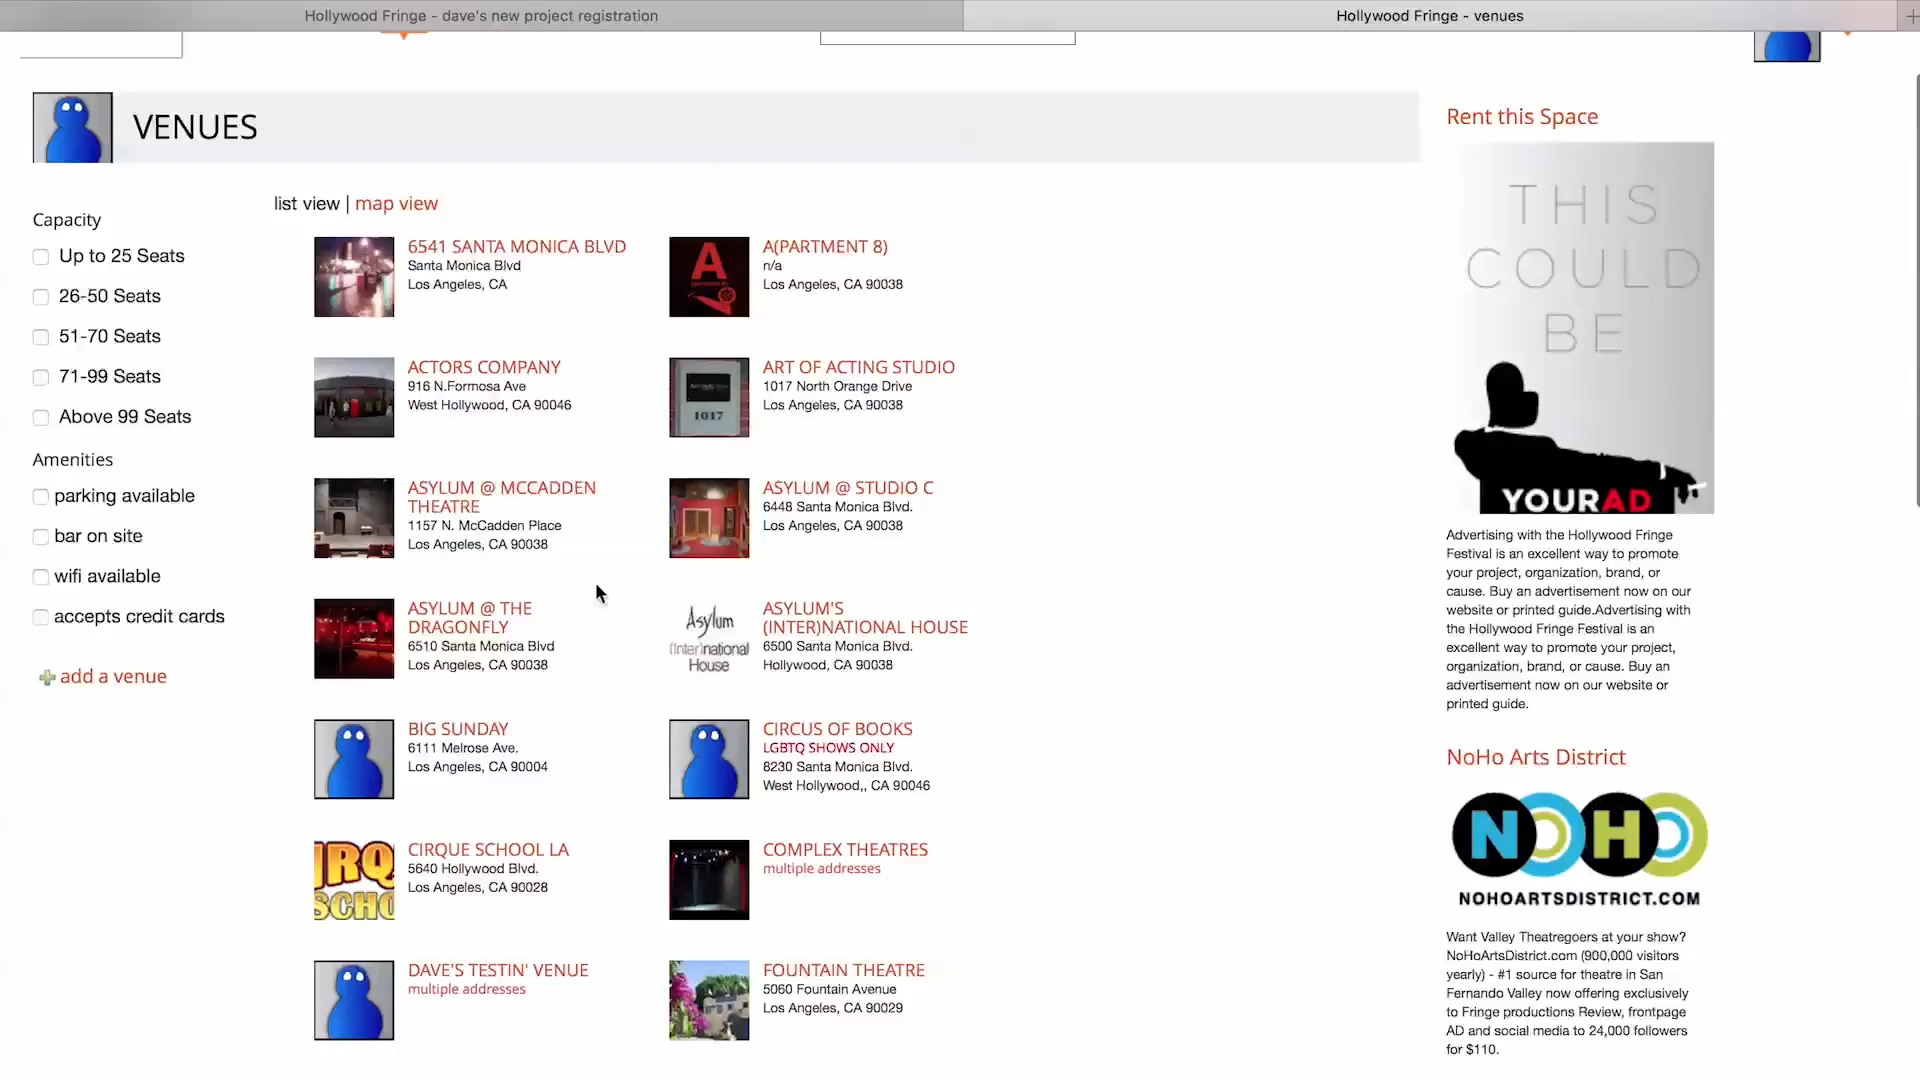 Hollywood Fringe - dave's new project registration
Hollywood Fringe - venues
VENUES
list view | map view
Capacity
Up to 25 Seats
26-50 Seats
51-70 Seats
71-99 Seats
Above 99 Seats
Amenities
parking available
bar on site
wifi available
accepts credit cards
add a venue
6541 SANTA MONICA BLVD
Santa Monica Blvd
Los Angeles, CA
A
A(PARTMENT 8)
n/a
Los Angeles, CA 90038
ACTORS COMPANY
916 N.Formosa Ave
West Hollywood, CA 90046
1017
ART OF ACTING STUDIO
1017 North Orange Drive
Los Angeles, CA 90038
ASYLUM @ MCCADDEN
THEATRE
1157 N. McCadden Place
Los Angeles, CA 90038
ASYLUM @ STUDIO C
6448 Santa Monica Blvd.
Los Angeles, CA 90038
ASYLUM @ THE
DRAGONFLY
6510 Santa Monica Blvd
Los Angeles, CA 90038
Asylum
(Inter)national
House
ASYLUM'S
(INTER)NATIONAL HOUSE
6500 Santa Monica Blvd.
Hollywood, CA 90038
BIG SUNDAY
6111 Melrose Ave.
Los Angeles, CA 90004
CIRCUS OF BOOKS
LGBTQ SHOWS ONLY
8230 Santa Monica Blvd.
West Hollywood,, CA 90046
IRQ
SCHO
CIRQUE SCHOOL LA
5640 Hollywood Blvd.
Los Angeles, CA 90028
COMPLEX THEATRES
multiple addresses
DAVE'S TESTIN' VENUE
multiple addresses
FOUNTAIN THEATRE
5060 Fountain Avenue
Los Angeles, CA 90029
Rent this Space
THIS
COULD
BE
YOURAD
Advertising with the Hollywood Fringe
Festival is an excellent way to promote
your project, organization, brand, or
cause. Buy an advertisement now on our
website or printed guide.Advertising with
the Hollywood Fringe Festival is an
excellent way to promote your project,
organization, brand, or cause. Buy an
advertisement now on our website or
printed guide.
NoHo Arts District
NOHO
NOHOARTSDISTRICT.COM
Want Valley Theatregoers at your show?
NoHoArtsDistrict.com (900,000 visitors
yearly) - #1 source for theatre in San
Fernando Valley now offering exclusively
to Fringe productions Review, frontpage
AD and social media to 24,000 followers
for $110.